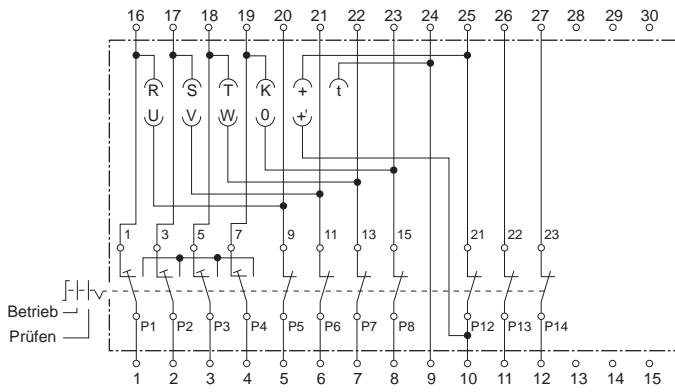 16 17 18 19 20 21 22 23 24 25 26 27 28 29 30
R S T K + t
U V W 0 +'
1 3 5 7 9 11 13 15 21 22 23
Betrieb
Prüfen
P1 P2 P3 P4 P5 P6 P7 P8 P12 P13 P14
1 2 3 4 5 6 7 8 9 10 11 12 13 14 15